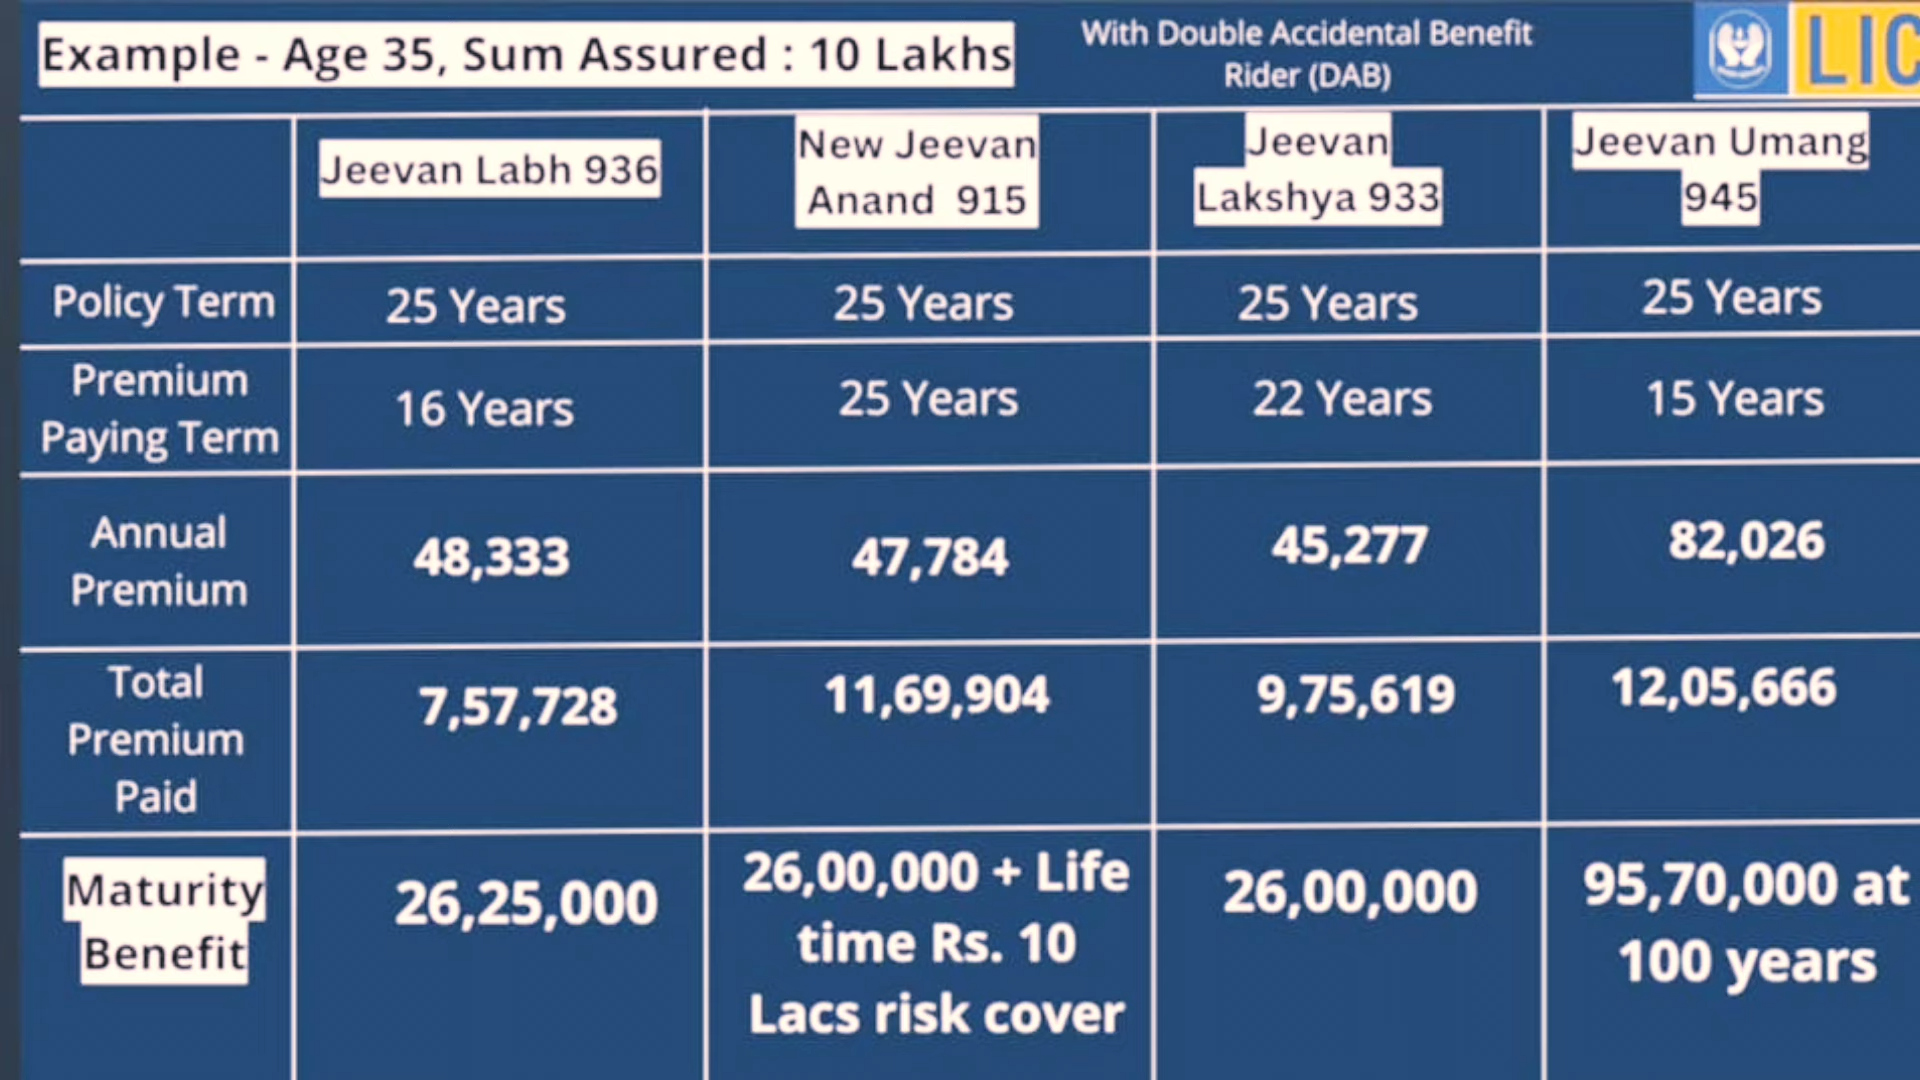 Example - Age 35, Sum Assured : 10 Lakhs
With Double Accidental Benefit
Rider (DAB)
LIC
Jeevan Labh 936
New Jeevan
Anand 915
Jeevan
Lakshya 933
Jeevan Umang
945
Policy Term
25 Years
25 Years
25 Years
25 Years
Premium
Paying Term
16 Years
25 Years
22 Years
15 Years
Annual
Premium
48,333
47,784
45,277
82,026
Total
Premium
Paid
7,57,728
11,69,904
9,75,619
12,05,666
Maturity
Benefit
26,25,000
26,00,000 + Life
time Rs. 10
Lacs risk cover
26,00,000
95,70,000 at
100 years